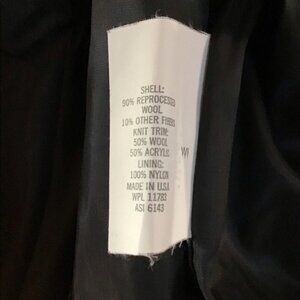 SHELL:
90% REPROCESSED
WOOL
10% OTHER FIBERS
KNIT TRIM:
50% WOOL
50% ACRYLIC
LINING:
100% NYLON
MADE IN U.S.A.
WPL 11783
ASI 6143